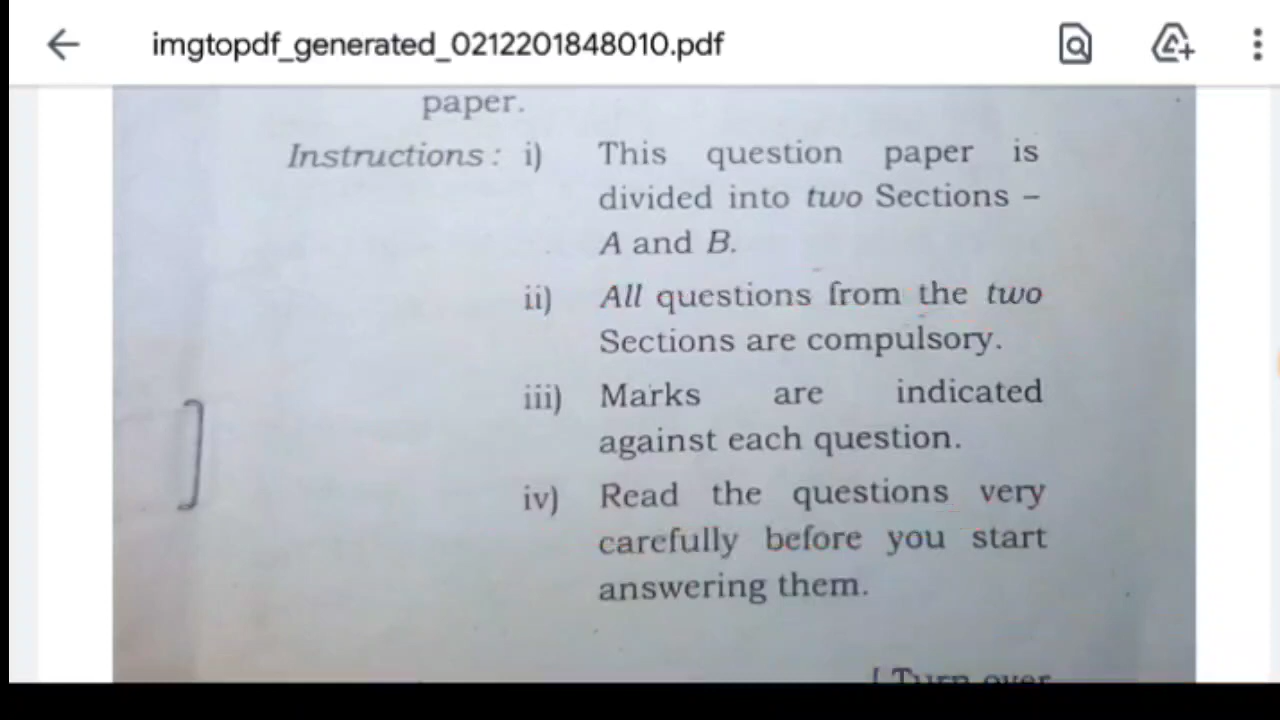 imgtopdf_generated_0212201848010.pdf
paper.
Instructions : i) This question paper is
divided into two Sections –
A and B.
ii) All questions from the two
Sections are compulsory.
iii) Marks are indicated
against each question.
iv) Read the questions very
carefully before you start
answering them.
[ Turn over